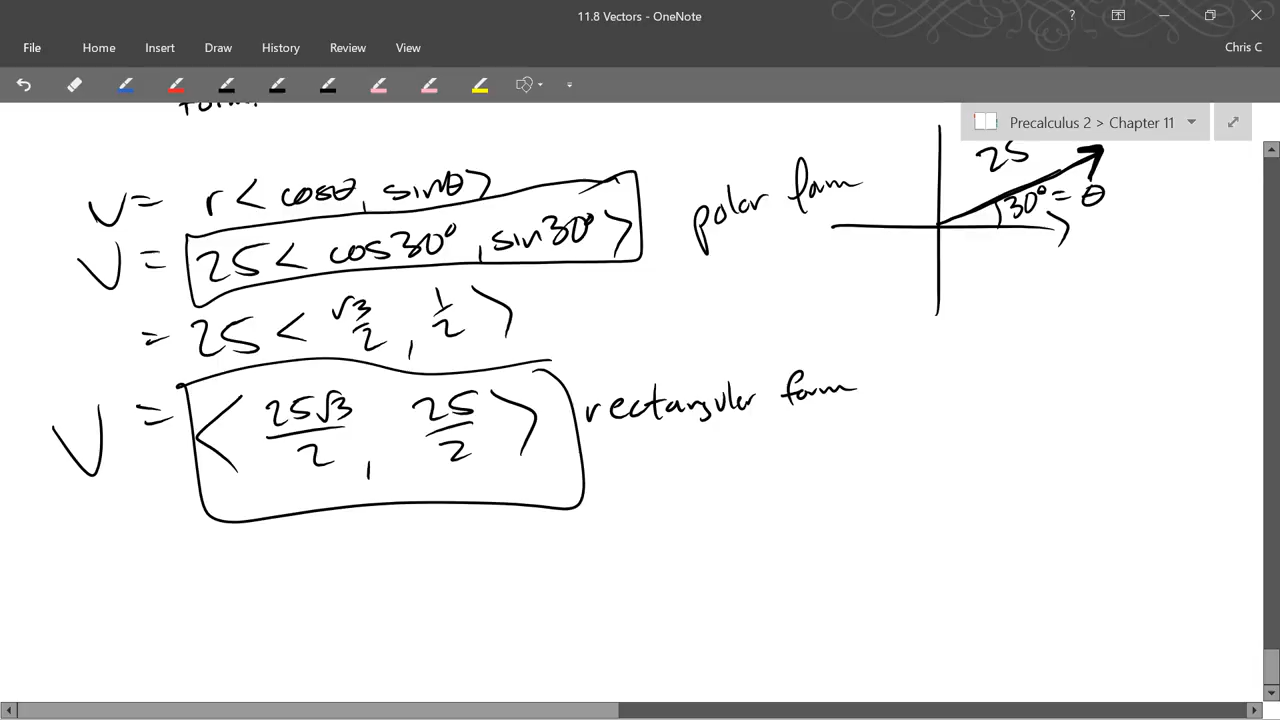 11.8 Vectors - OneNote
File Home Insert Draw History Review View Chris C
Precalculus 2 > Chapter 11
form.
25
30° = θ
V = r < cosθ, sinθ >
V = 25 < cos30°, sin30° >
polar form
= 25 < √3/2, 1/2 >
V = < 25√3/2, 25/2 >
rectangular form